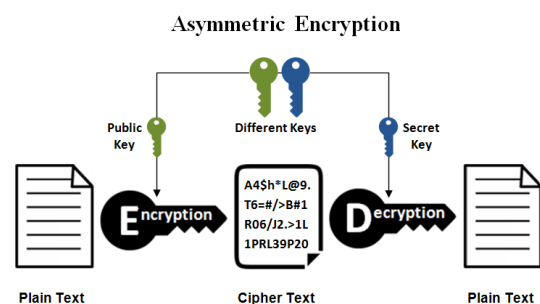 Asymmetric Encryption
Public
Key
Different Keys
Secret
Key
Encryption
A4$h*L@9.
T6=#/>B#1
R06/J2.>1L
1PRL39P20
Decryption
Plain Text
Cipher Text
Plain Text